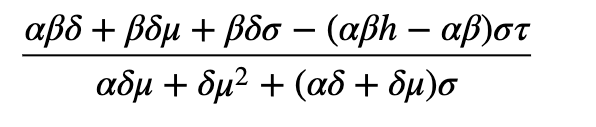 αβδ + βδμ + βδσ − (αβh − αβ)στ
αδμ + δμ² + (αδ + δμ)σ